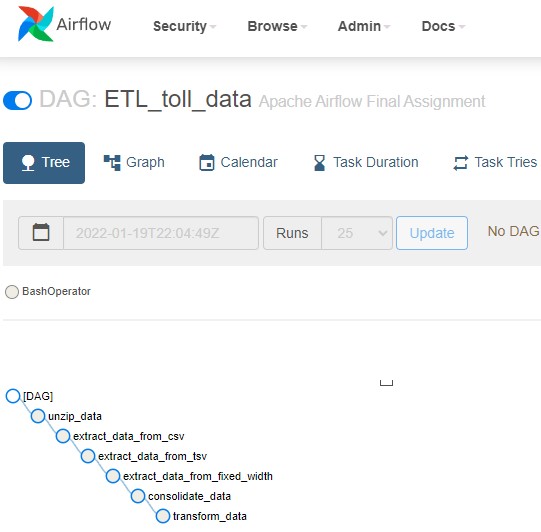 Airflow Security Browse Admin Docs
DAG: ETL_toll_data Apache Airflow Final Assignment
Tree Graph Calendar Task Duration Task Tries
2022-01-19T22:04:49Z Runs 25 Update No DAG
BashOperator
[DAG]
unzip_data
extract_data_from_csv
extract_data_from_tsv
extract_data_from_fixed_width
consolidate_data
transform_data